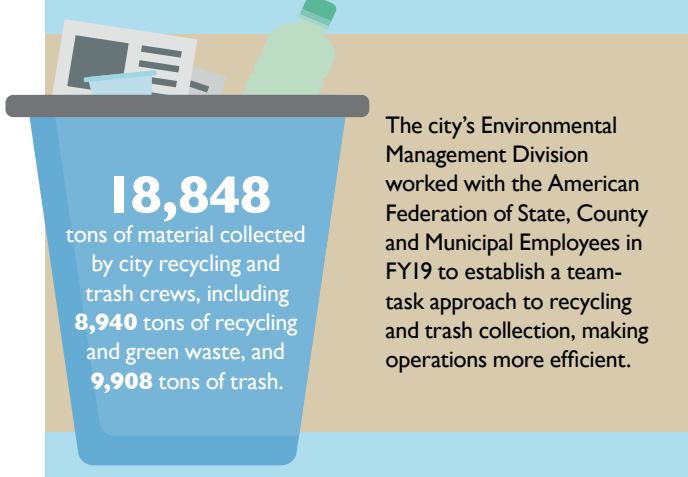 18,848
tons of material collected
by city recycling and
trash crews, including
8,940 tons of recycling
and green waste, and
9,908 tons of trash.
The city's Environmental
Management Division
worked with the American
Federation of State, County
and Municipal Employees in
FY19 to establish a team-
task approach to recycling
and trash collection, making
operations more efficient.